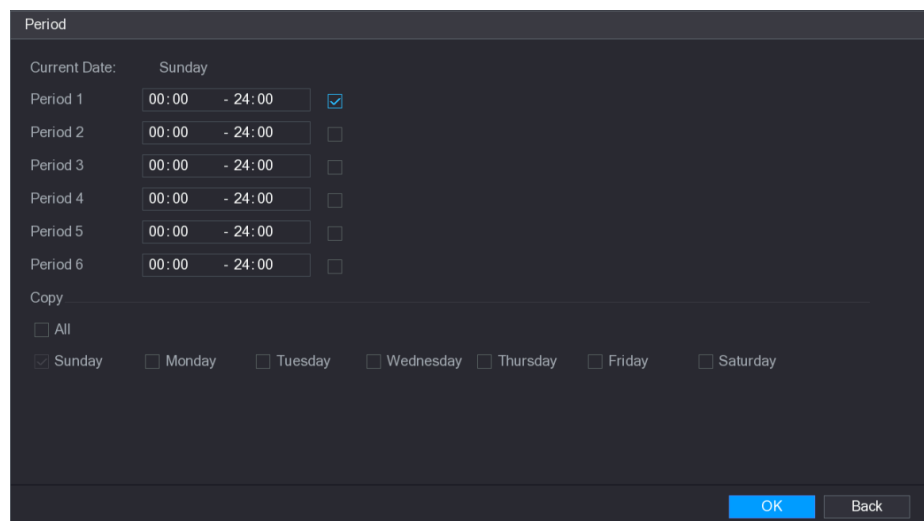 Period
Current Date: Sunday
Period 1 00:00 - 24:00
Period 2 00:00 - 24:00
Period 3 00:00 - 24:00
Period 4 00:00 - 24:00
Period 5 00:00 - 24:00
Period 6 00:00 - 24:00
Copy
All
Sunday Monday Tuesday Wednesday Thursday Friday Saturday
OK Back